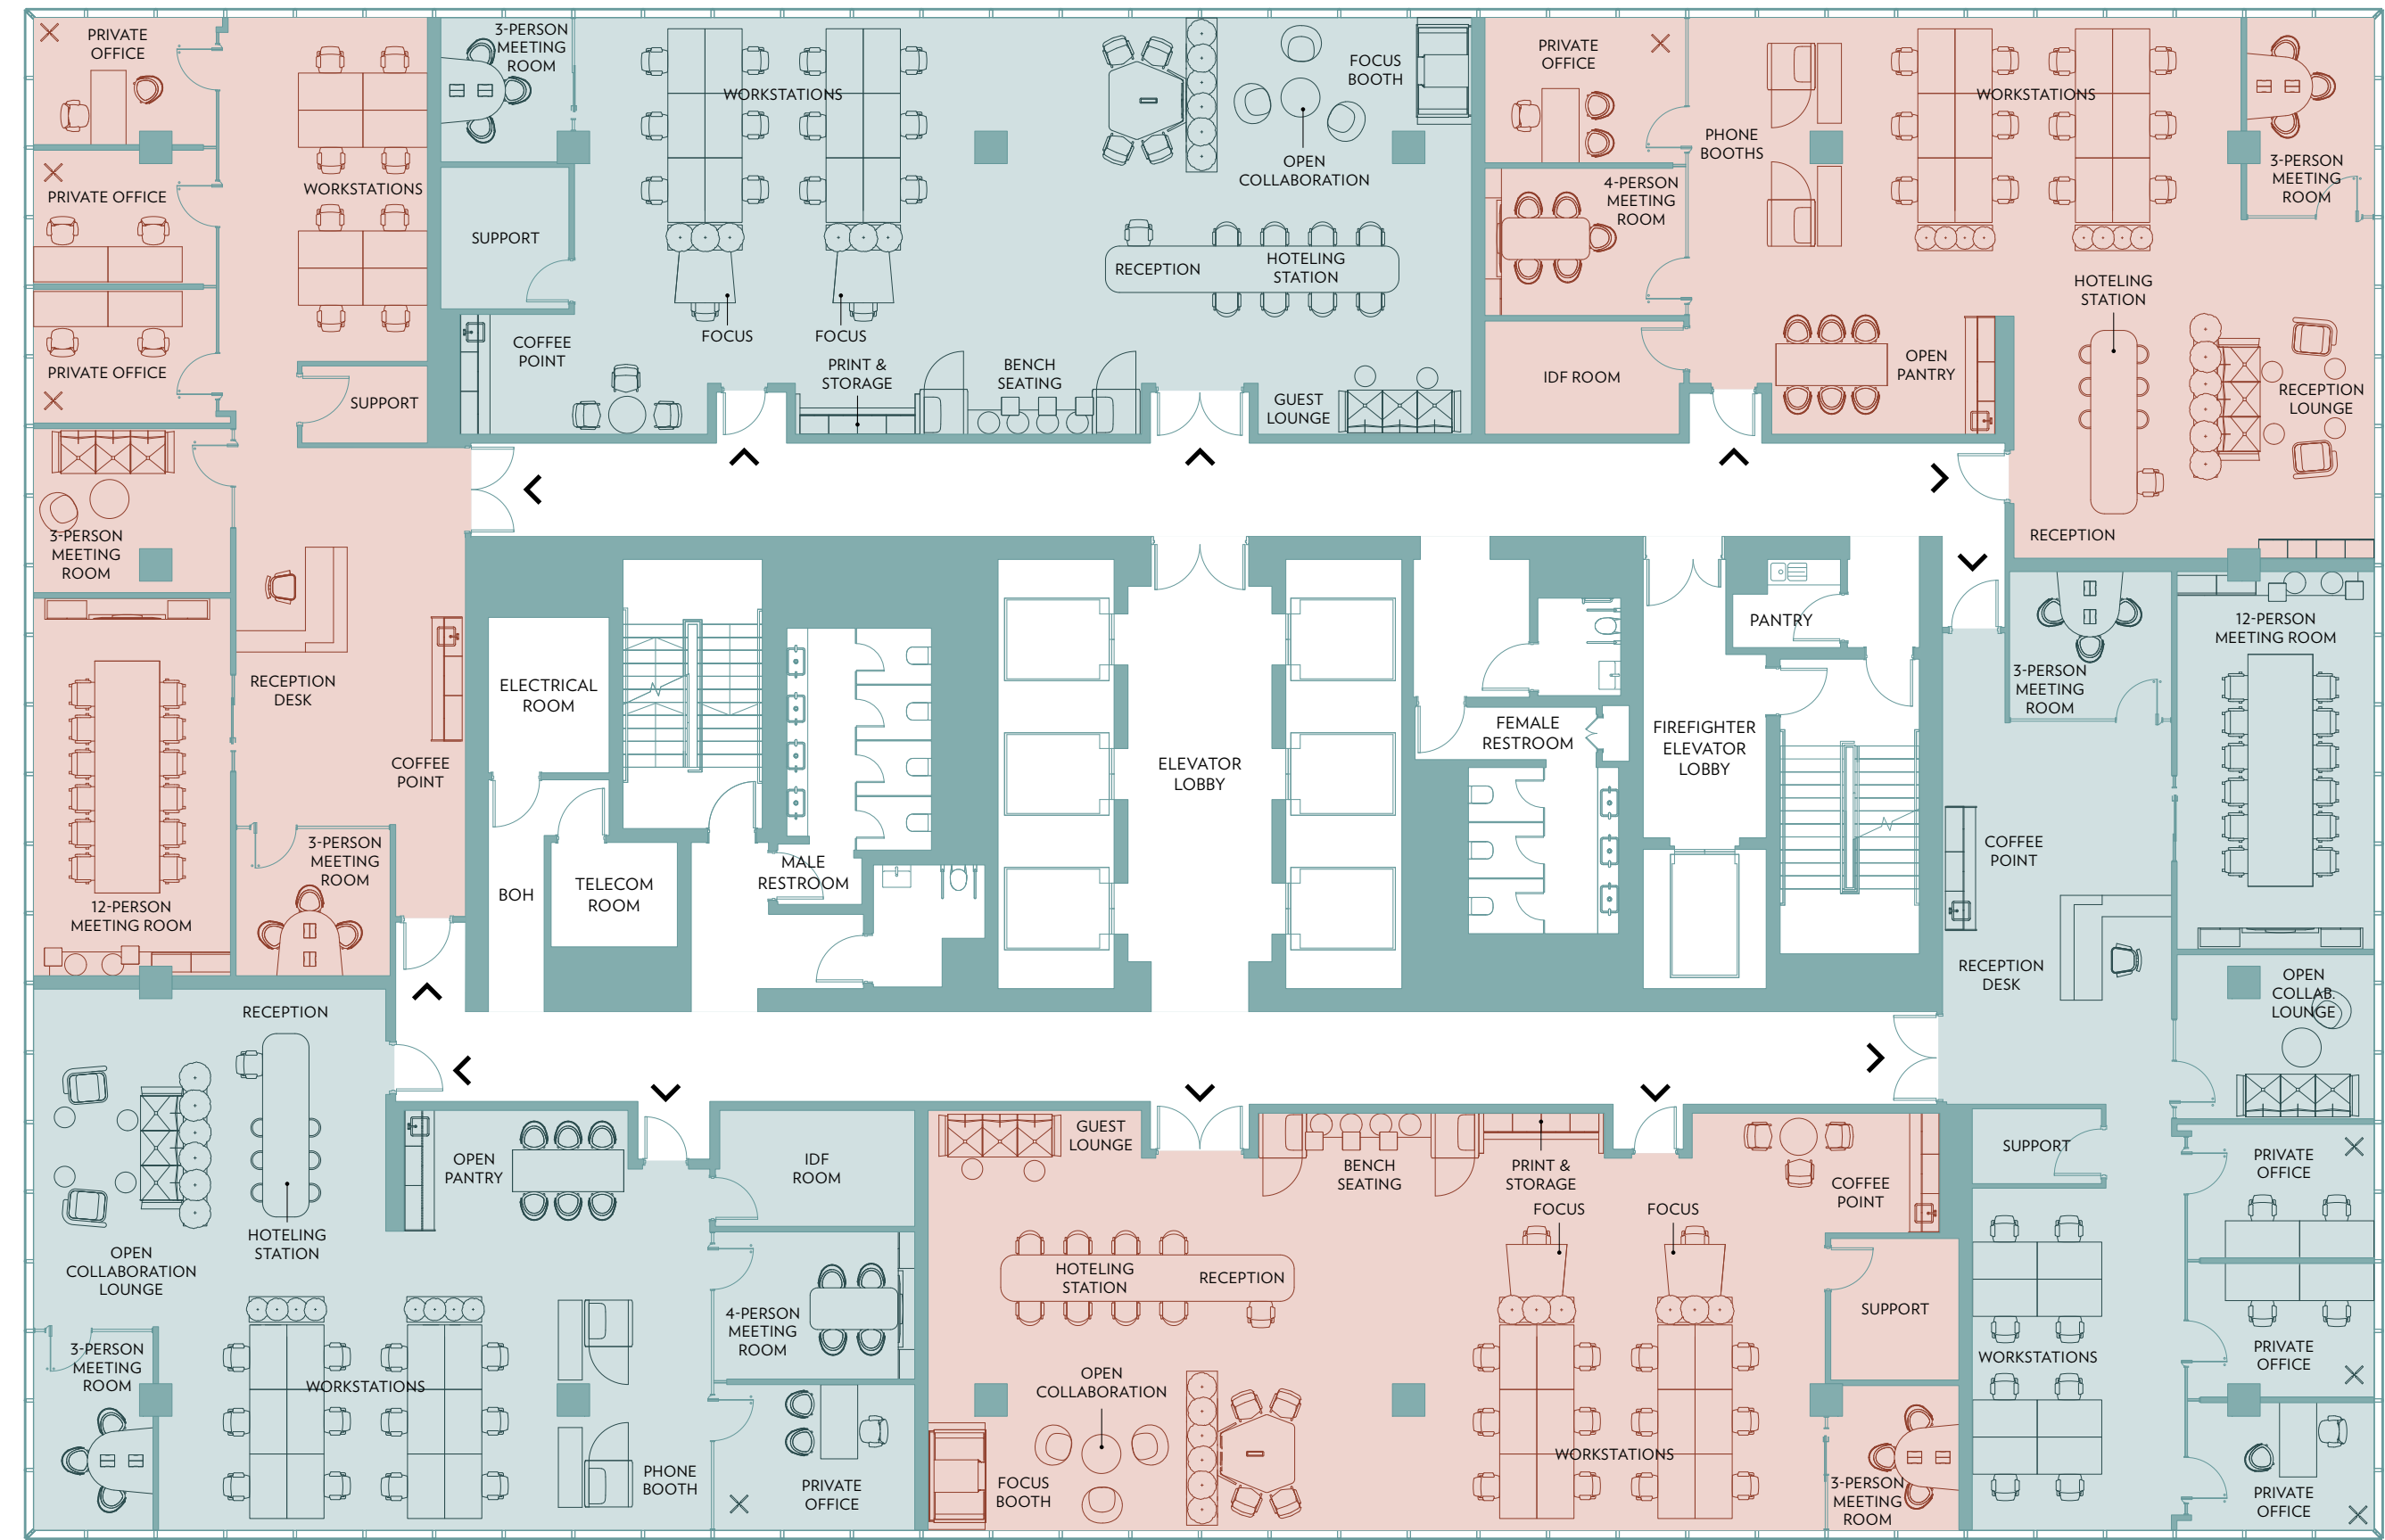 PRIVATE
OFFICE
PRIVATE OFFICE
PRIVATE OFFICE
WORKSTATIONS
SUPPORT
3-PERSON
MEETING
ROOM
12-PERSON
MEETING ROOM
RECEPTION
DESK
COFFEE
POINT
3-PERSON
MEETING
ROOM
3-PERSON
MEETING
ROOM
SUPPORT
COFFEE
POINT
WORKSTATIONS
FOCUS
FOCUS
PRINT &
STORAGE
BENCH
SEATING
RECEPTION
HOTELING
STATION
OPEN
COLLABORATION
FOCUS
BOOTH
GUEST
LOUNGE
PRIVATE
OFFICE
4-PERSON
MEETING
ROOM
IDF ROOM
PHONE
BOOTHS
WORKSTATIONS
3-PERSON
MEETING
ROOM
HOTELING
STATION
OPEN
PANTRY
RECEPTION
LOUNGE
RECEPTION
ELECTRICAL
ROOM
BOH
TELECOM
ROOM
MALE
RESTROOM
ELEVATOR
LOBBY
FEMALE
RESTROOM
FIREFIGHTER
ELEVATOR
LOBBY
PANTRY
3-PERSON
MEETING
ROOM
12-PERSON
MEETING ROOM
COFFEE
POINT
RECEPTION
DESK
OPEN
COLLAB.
LOUNGE
SUPPORT
PRIVATE
OFFICE
WORKSTATIONS
PRIVATE
OFFICE
PRIVATE
OFFICE
RECEPTION
HOTELING
STATION
OPEN
COLLABORATION
LOUNGE
3-PERSON
MEETING
ROOM
WORKSTATIONS
OPEN
PANTRY
IDF
ROOM
4-PERSON
MEETING
ROOM
PHONE
BOOTH
PRIVATE
OFFICE
GUEST
LOUNGE
BENCH
SEATING
PRINT &
STORAGE
FOCUS
FOCUS
COFFEE
POINT
HOTELING
STATION
RECEPTION
SUPPORT
OPEN
COLLABORATION
FOCUS
BOOTH
WORKSTATIONS
3-PERSON
MEETING
ROOM